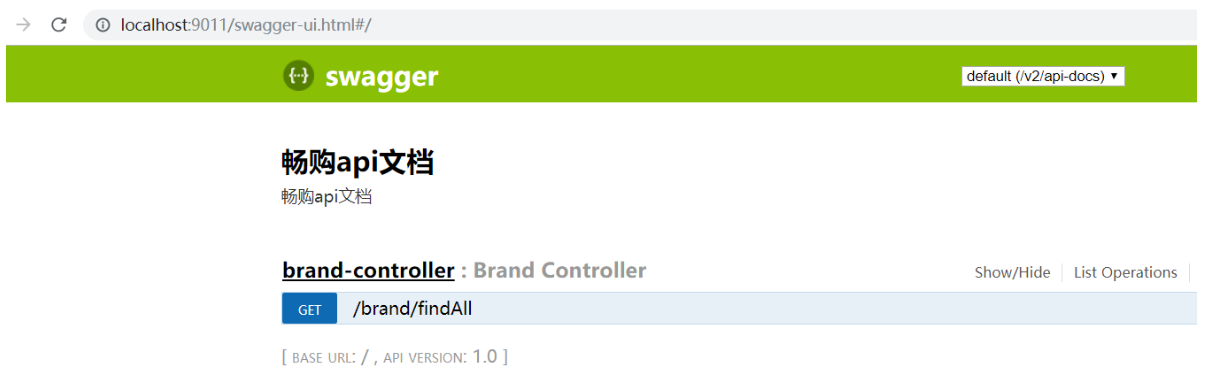 localhost:9011/swagger-ui.html#/
{··} swagger default (/v2/api-docs) ▾
畅购api文档
畅购api文档
brand-controller : Brand Controller Show/Hide List Operations
GET /brand/findAll
[ BASE URL: / , API VERSION: 1.0 ]